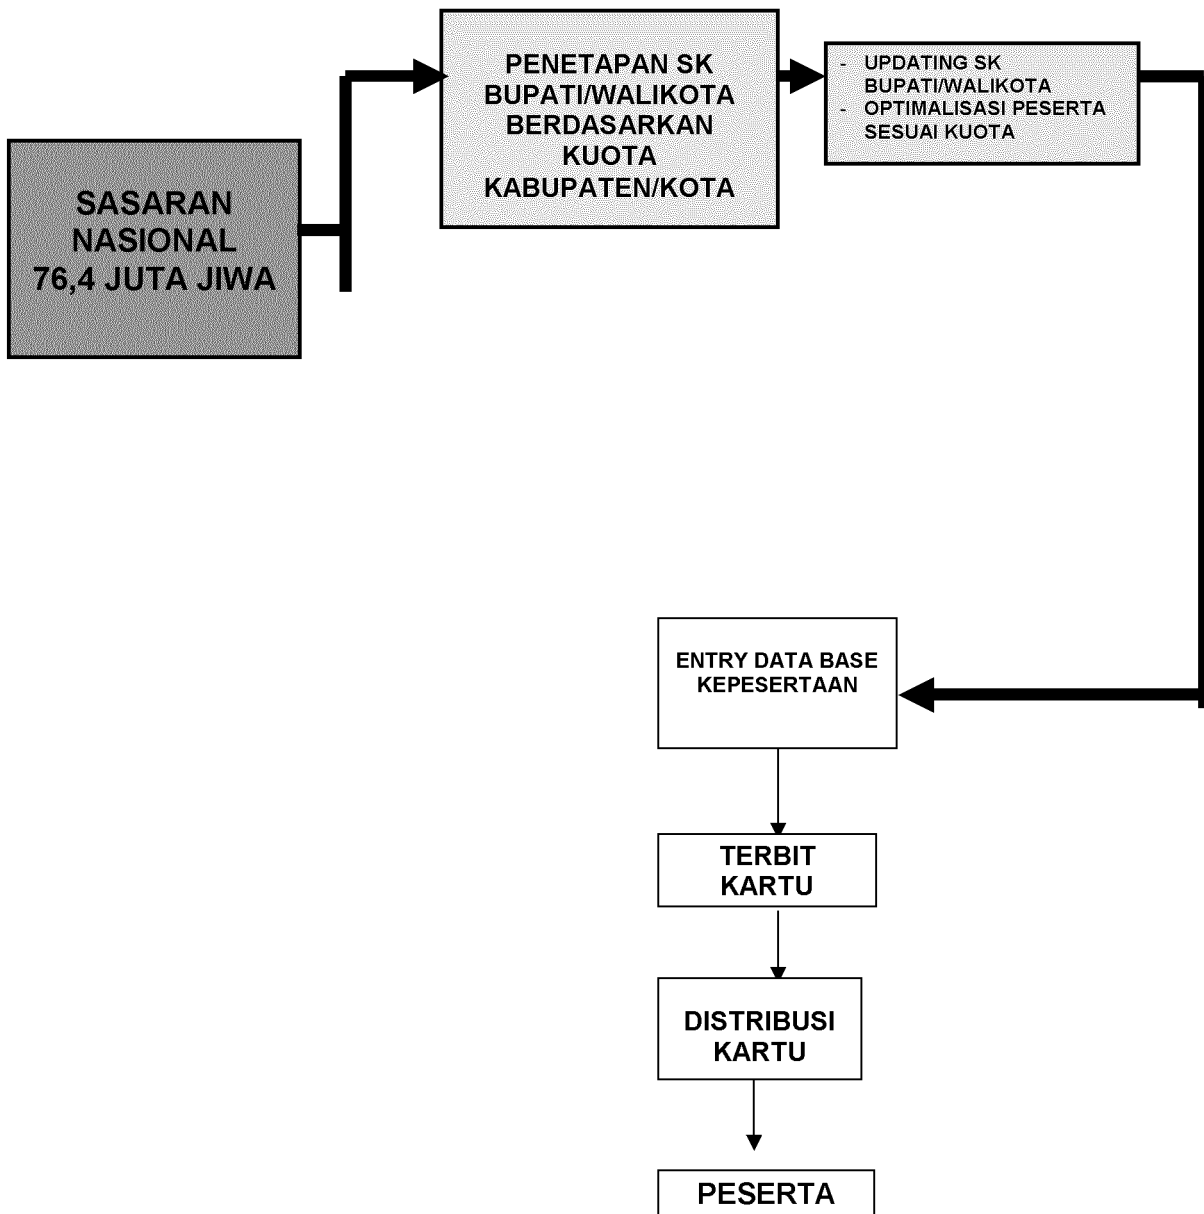 SASARAN
NASIONAL
76,4 JUTA JIWA
PENETAPAN SK
BUPATI/WALIKOTA
BERDASARKAN
KUOTA
KABUPATEN/KOTA
- UPDATING SK
BUPATI/WALIKOTA
- OPTIMALISASI PESERTA
SESUAI KUOTA
ENTRY DATA BASE
KEPESERTAAN
TERBIT
KARTU
DISTRIBUSI
KARTU
PESERTA